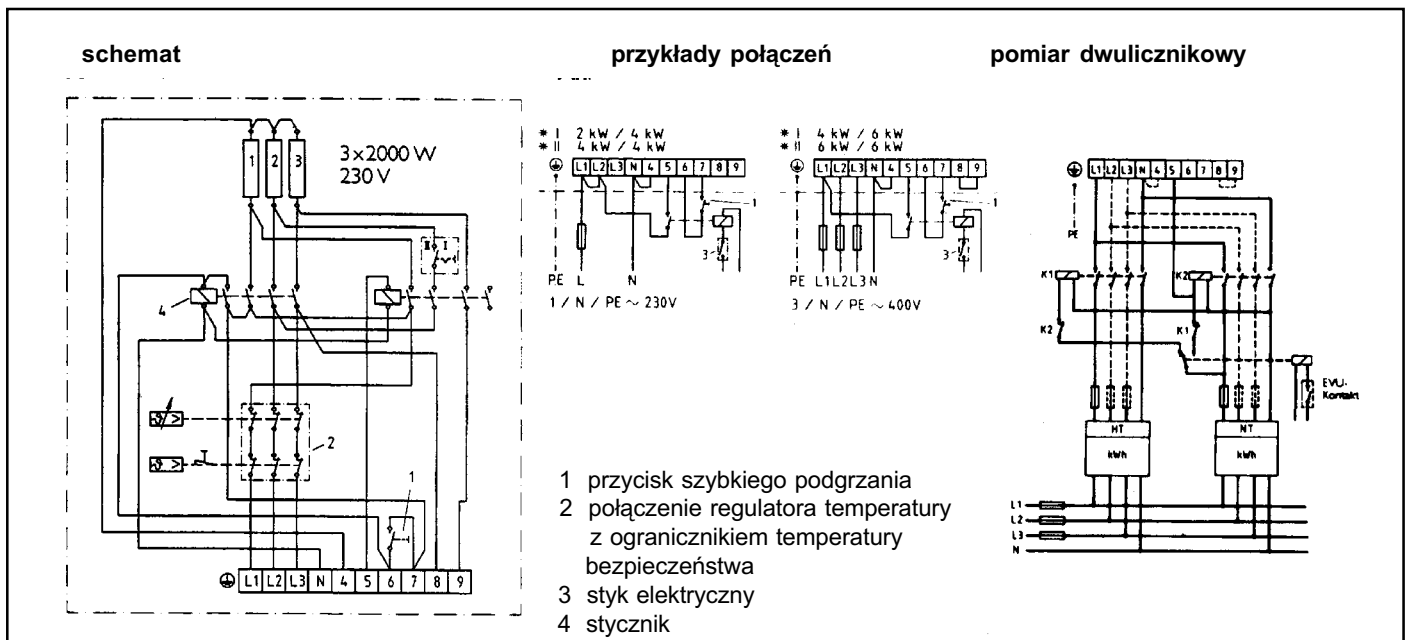 schemat
przykłady połączeń
pomiar dwulicznikowy
1 2 3
3×2000 W
230 V
II I
4
2
1
L1 L2 L3 N 4 5 6 7 8 9
* I 2 kW / 4 kW
* II 4 kW / 4 kW
L1 L2 L3 N 4 5 6 7 8 9
1
3
PE L N
1 / N / PE ~ 230V
* I 4 kW / 6 kW
* II 6 kW / 6 kW
L1 L2 L3 N 4 5 6 7 8 9
1
3
PE L1 L2 L3 N
3 / N / PE ~ 400V
L1 L2 L3 N 4 5 6 7 8 9
PE
K1 K2
K2 K1
EVU-
Kontakt
HT NT
kWh kWh
L1
L2
L3
N
1 przycisk szybkiego podgrzania
2 połączenie regulatora temperatury
z ogranicznikiem temperatury
bezpieczeństwa
3 styk elektryczny
4 stycznik